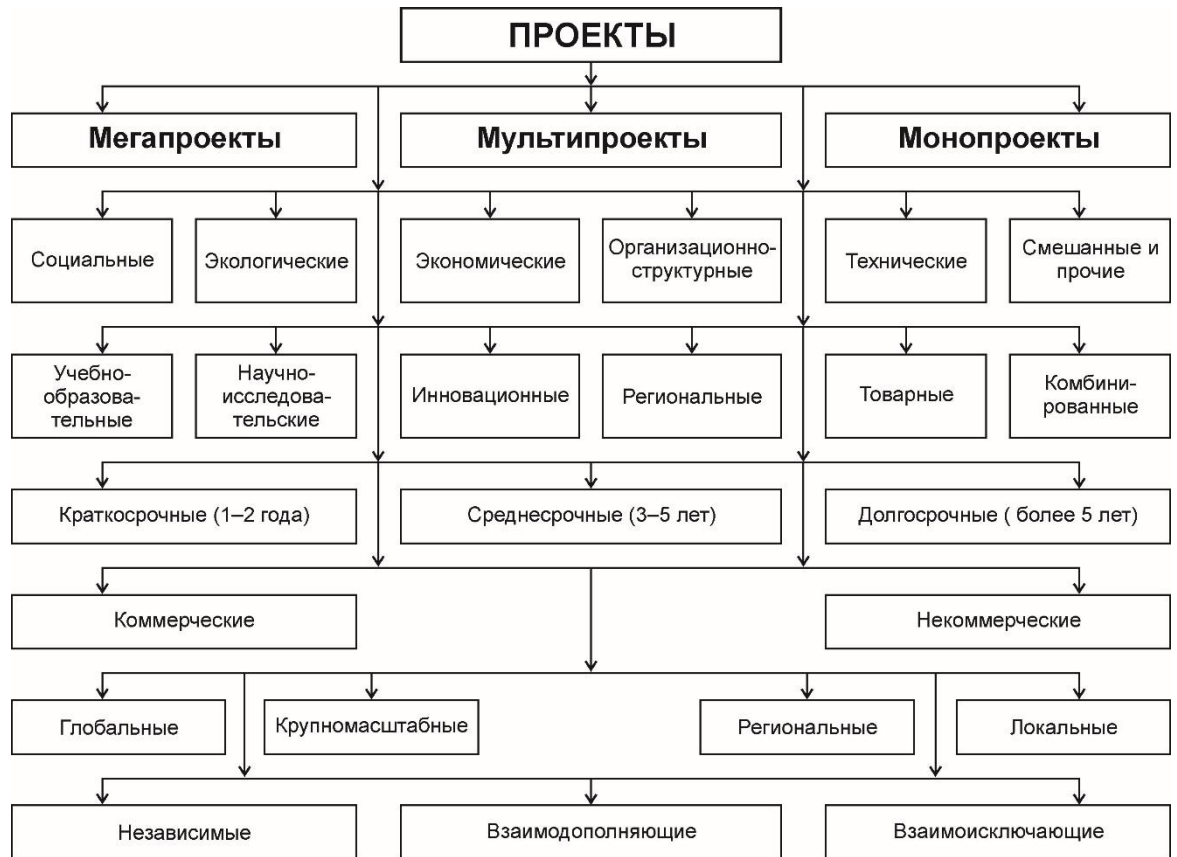 ПРОЕКТЫ
Мегапроекты
Мультипроекты
Монопроекты
Социальные
Экологические
Экономические
Организационно-
структурные
Технические
Смешанные и
прочие
Учебно-
образова-
тельные
Научно-
исследова-
тельские
Инновационные
Региональные
Товарные
Комбини-
рованные
Краткосрочные (1–2 года)
Среднесрочные (3–5 лет)
Долгосрочные ( более 5 лет)
Коммерческие
Некоммерческие
Глобальные
Крупномасштабные
Региональные
Локальные
Независимые
Взаимодополняющие
Взаимоисключающие